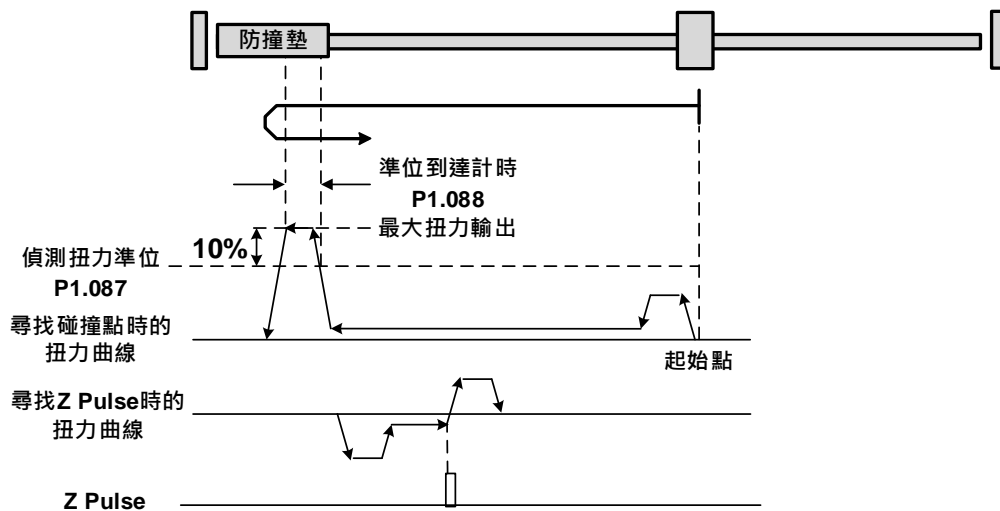 防撞墊
準位到達計時
P1.088
最大扭力輸出
10%
偵測扭力準位
P1.087
尋找碰撞點時的
扭力曲線
起始點
尋找Z Pulse時的
扭力曲線
Z Pulse